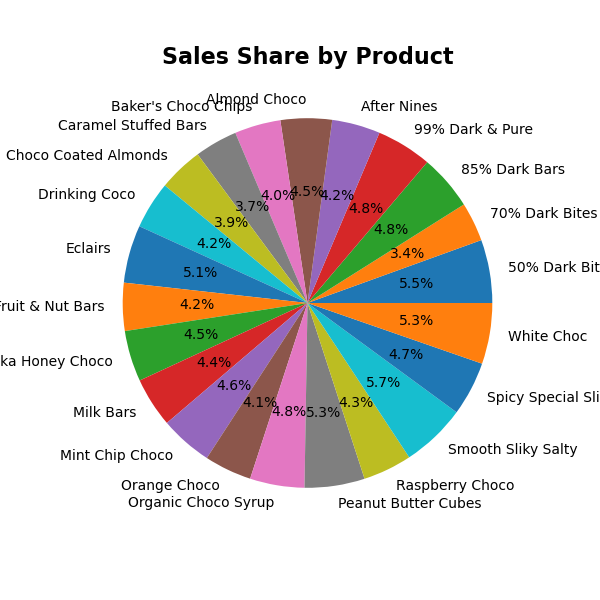 Sales Share by Product
50% Dark Bit
5.5%
70% Dark Bites
3.4%
85% Dark Bars
4.8%
99% Dark & Pure
4.8%
After Nines
4.2%
Almond Choco
4.5%
Baker's Choco Chips
4.0%
Caramel Stuffed Bars
3.7%
Choco Coated Almonds
3.9%
Drinking Coco
4.2%
Eclairs
5.1%
Fruit & Nut Bars
4.2%
ka Honey Choco
4.5%
Milk Bars
4.4%
Mint Chip Choco
4.6%
Orange Choco
4.1%
Organic Choco Syrup
4.8%
Peanut Butter Cubes
5.3%
Raspberry Choco
4.3%
Smooth Sliky Salty
5.7%
Spicy Special Sli
4.7%
White Choc
5.3%